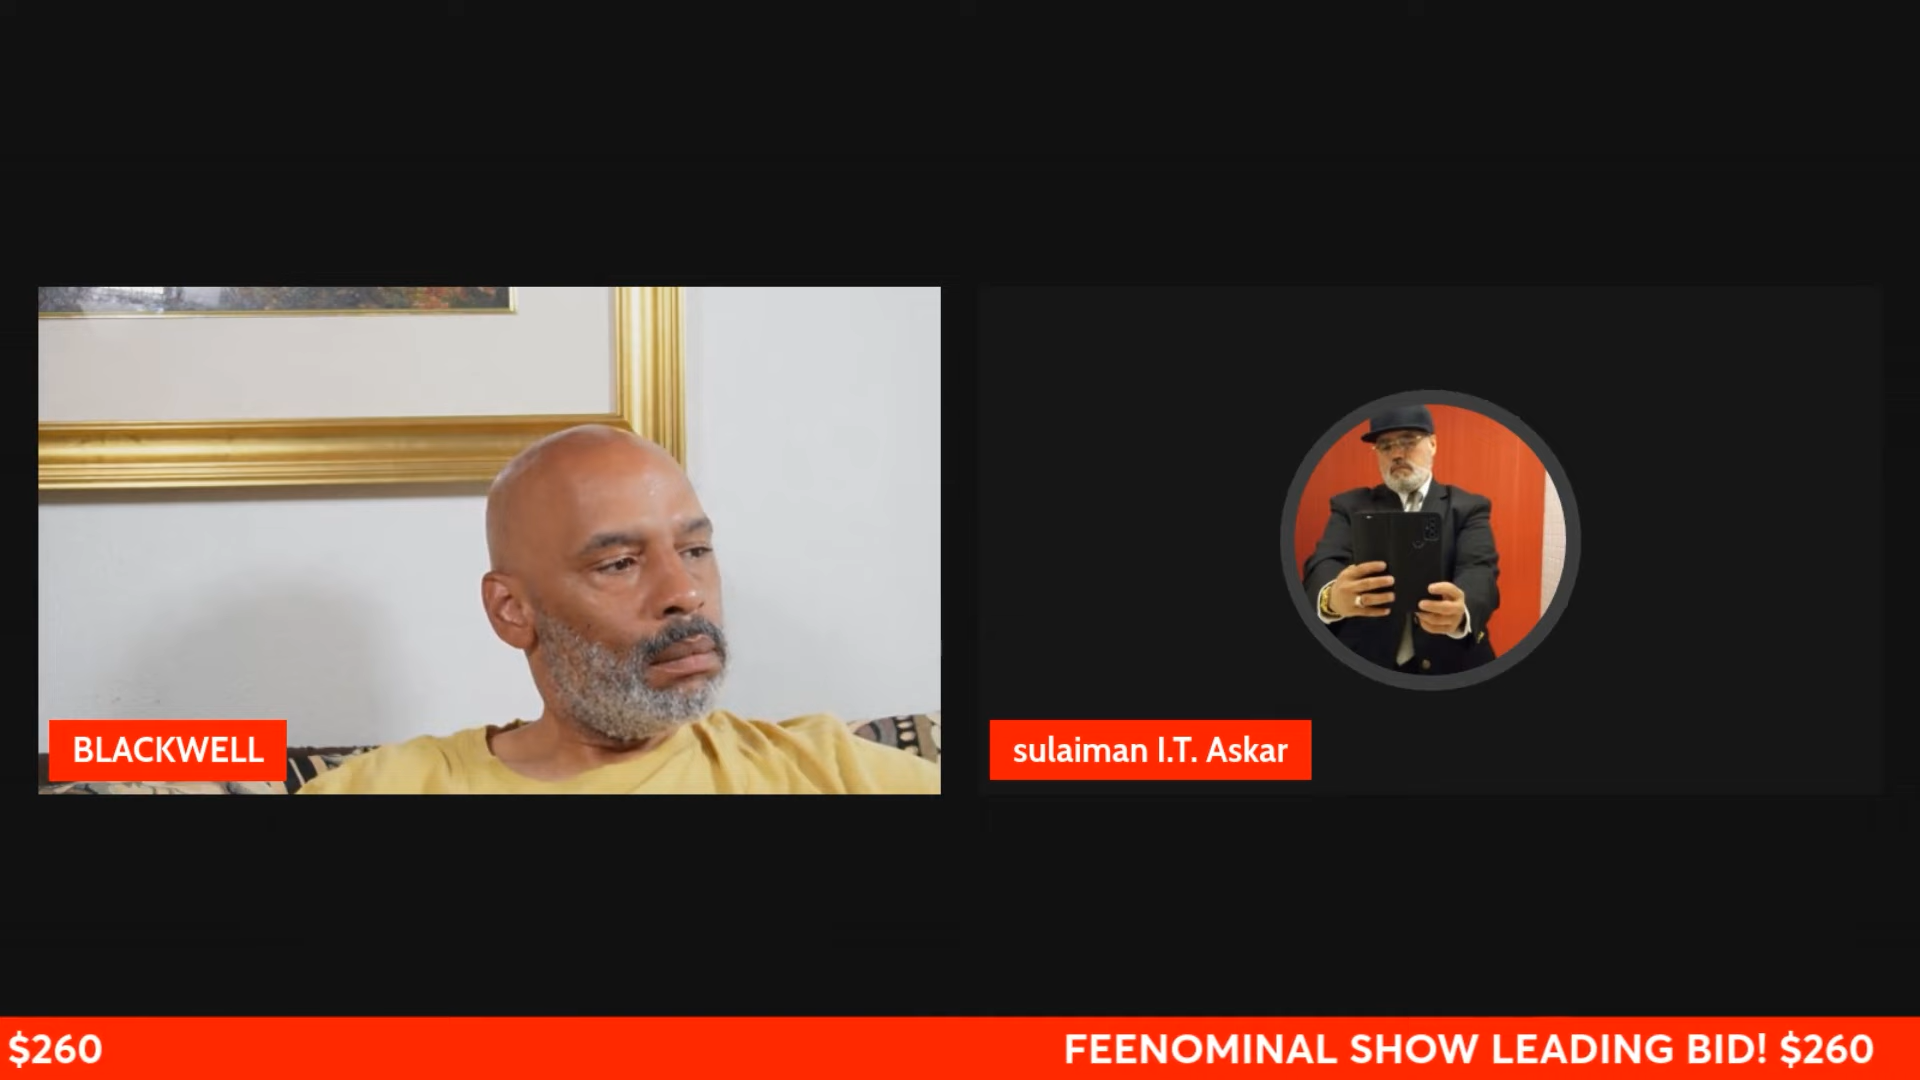 BLACKWELL
sulaiman I.T. Askar
$260
FEENOMINAL SHOW LEADING BID! $260